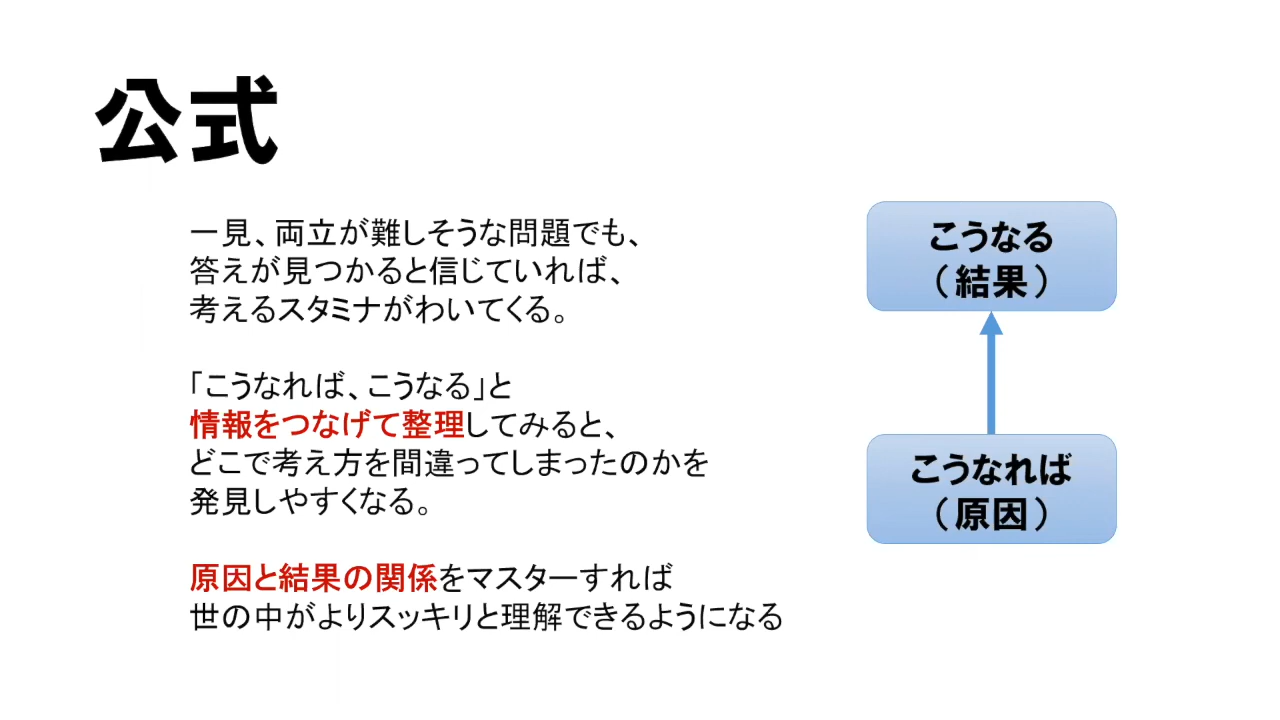 公式
一見、両立が難しそうな問題でも、
答えが見つかると信じていれば、
考えるスタミナがわいてくる。
「こうなれば、こうなる」と
情報をつなげて整理してみると、
どこで考え方を間違ってしまったのかを
発見しやすくなる。
原因と結果の関係をマスターすれば
世の中がよりスッキリと理解できるようになる
こうなる
（結果）
こうなれば
（原因）